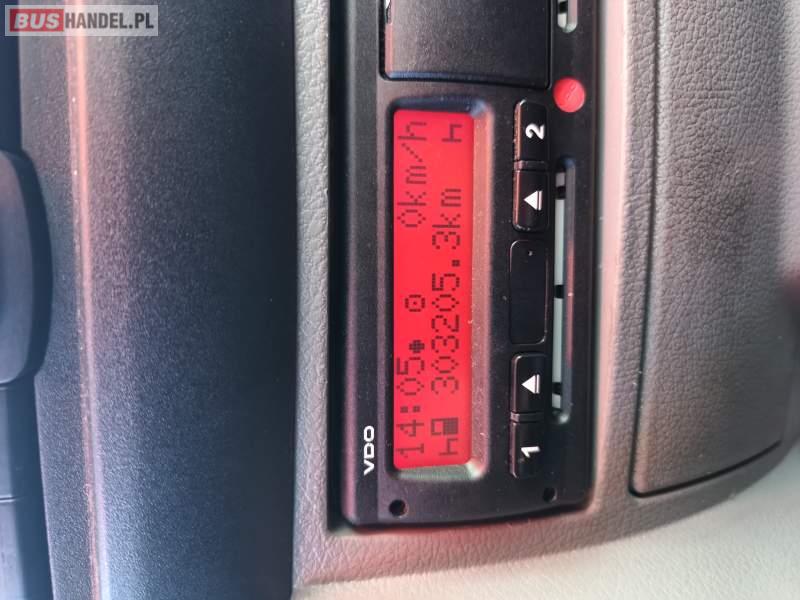 BUSHANDEL.PL
VDO
14:05 0km/h
303205.3km
1 2